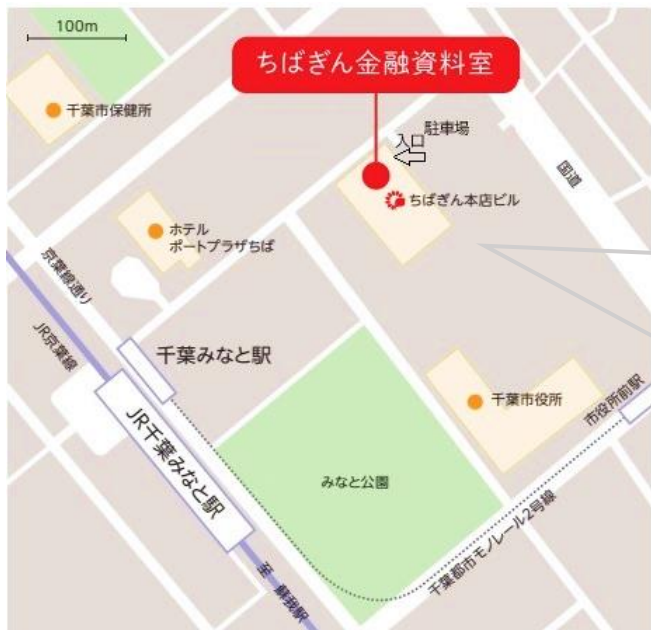 100m
ちばぎん金融資料室
千葉市保健所
駐車場
入口
国道
ちばぎん本店ビル
ホテル
ポートプラザちば
京葉線通り
JR京葉線
千葉みなと駅
JR千葉みなと駅
千葉市役所
市役所前駅
みなと公園
千葉都市モノレール2号線
至 蘇我駅